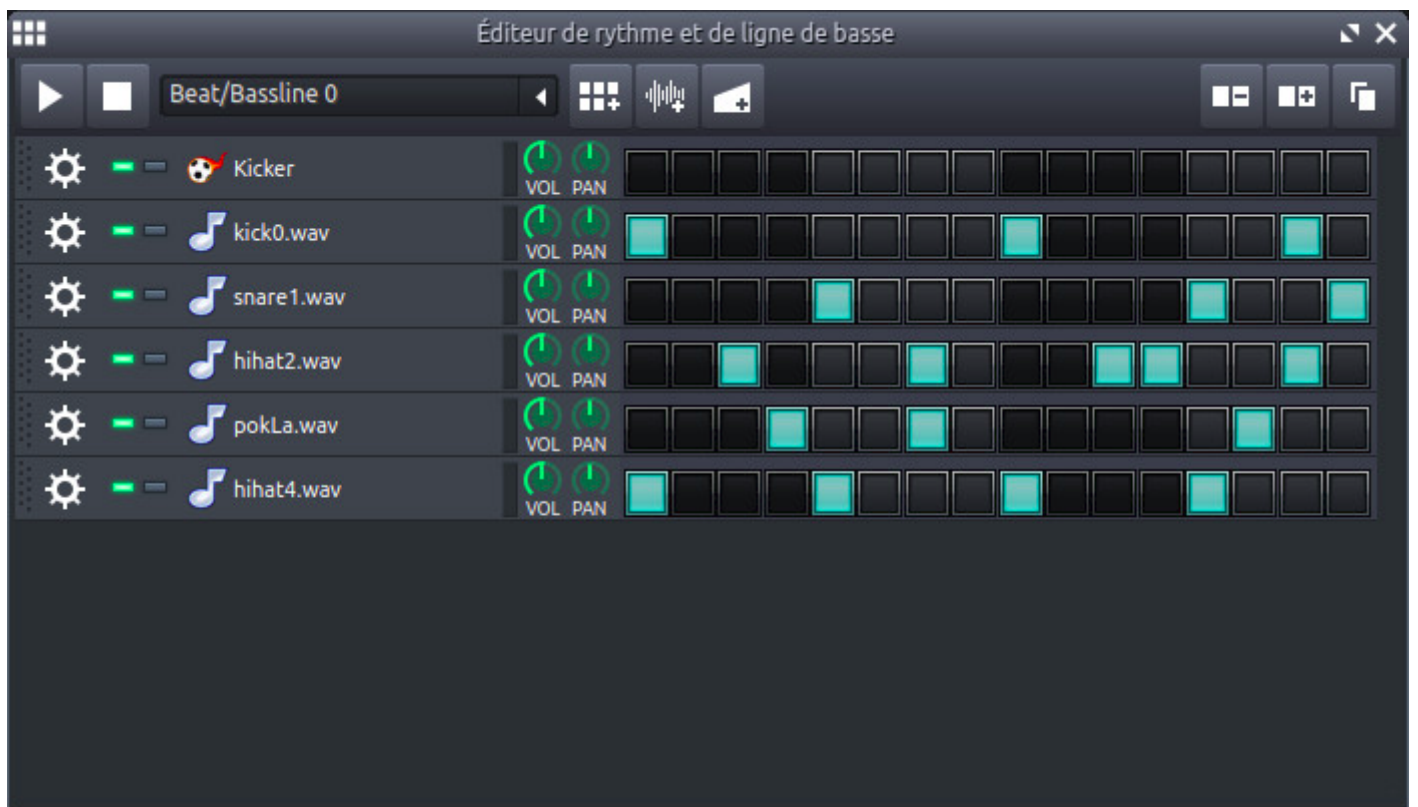 Éditeur de rythme et de ligne de basse
Beat/Bassline 0
Kicker VOL PAN
kick0.wav VOL PAN
snare1.wav VOL PAN
hihat2.wav VOL PAN
pokLa.wav VOL PAN
hihat4.wav VOL PAN